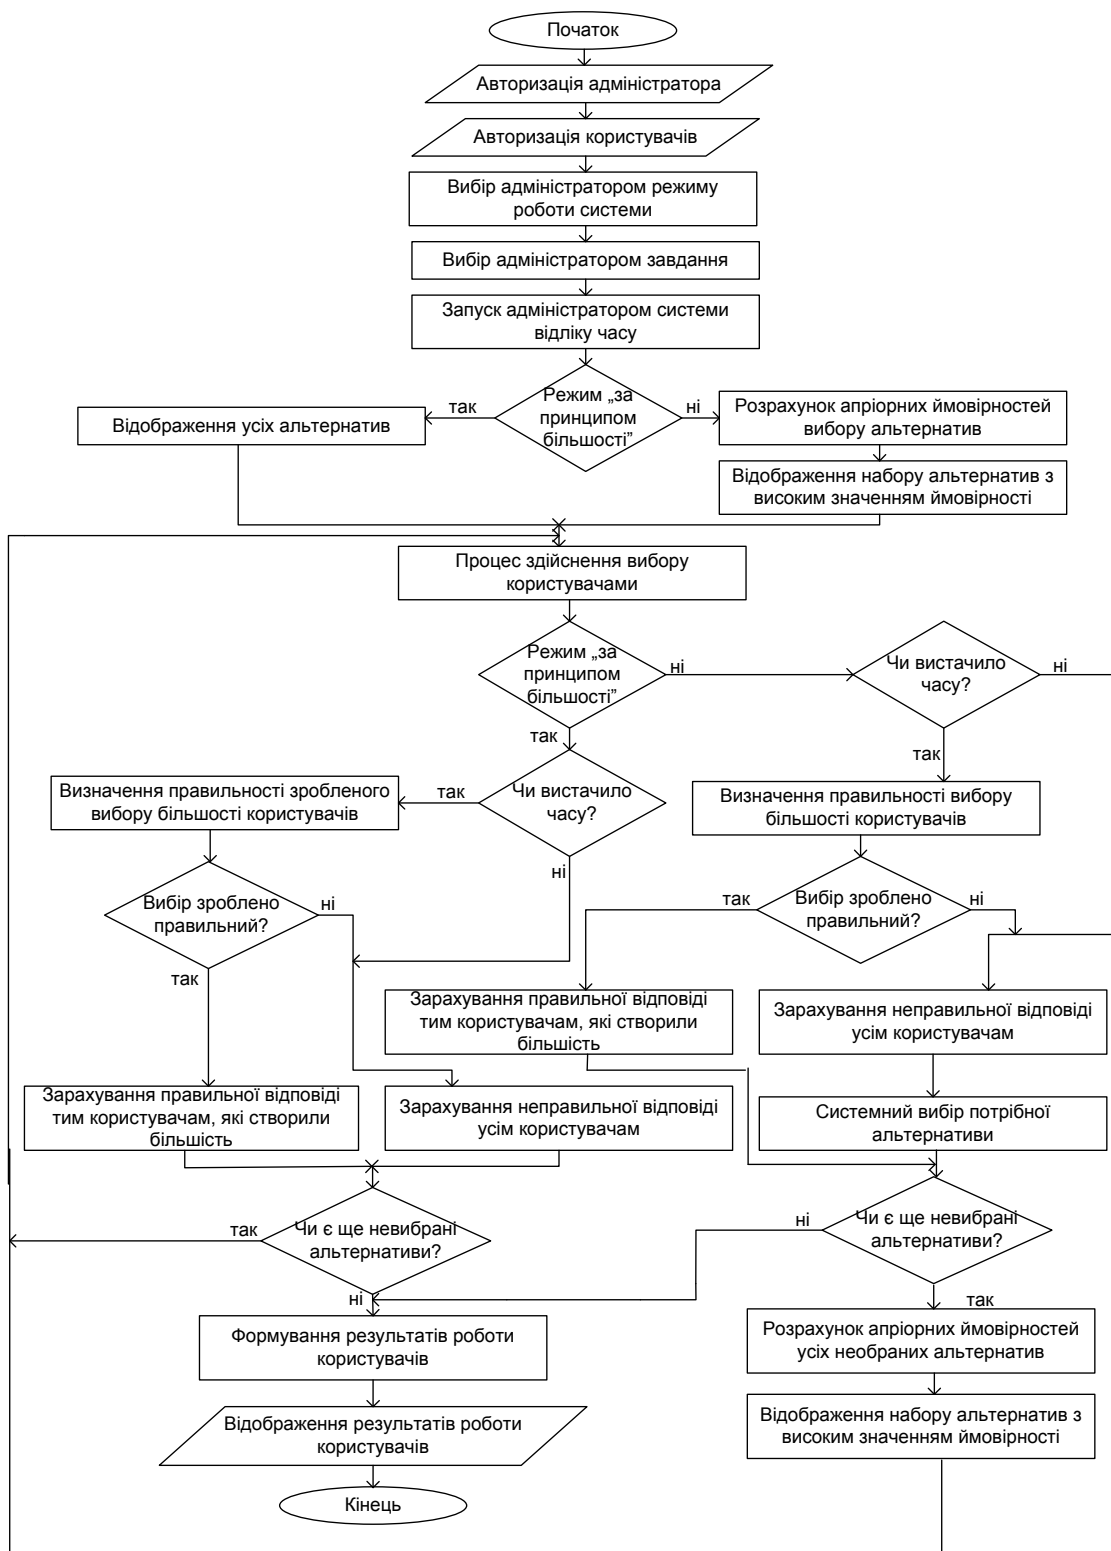 Початок
Авторизація адміністратора
Авторизація користувачів
Вибір адміністратором режиму
роботи системи
Вибір адміністратором завдання
Запуск адміністратором системи
відліку часу
Режим „за
принципом
більшості”
так
ні
Відображення усіх альтернатив
Розрахунок апріорних ймовірностей
вибору альтернатив
Відображення набору альтернатив з
високим значенням ймовірності
Процес здійснення вибору
користувачами
Режим „за
принципом
більшості”
ні
так
Чи вистачило
часу?
ні
так
Чи вистачило
часу?
так
ні
Визначення правильності зробленого
вибору більшості користувачів
Визначення правильності вибору
більшості користувачів
Вибір зроблено
правильний?
ні
так
Вибір зроблено
правильний?
так
ні
Зарахування правильної відповіді
тим користувачам, які створили
більшість
Зарахування неправильної відповіді
усім користувачам
Зарахування правильної відповіді
тим користувачам, які створили
більшість
Зарахування неправильної відповіді
усім користувачам
Системний вибір потрібної
альтернативи
Чи є ще невибрані
альтернативи?
так
ні
Чи є ще невибрані
альтернативи?
ні
так
Формування результатів роботи
користувачів
Розрахунок апріорних ймовірностей
усіх необраних альтернатив
Відображення результатів роботи
користувачів
Відображення набору альтернатив з
високим значенням ймовірності
Кінець